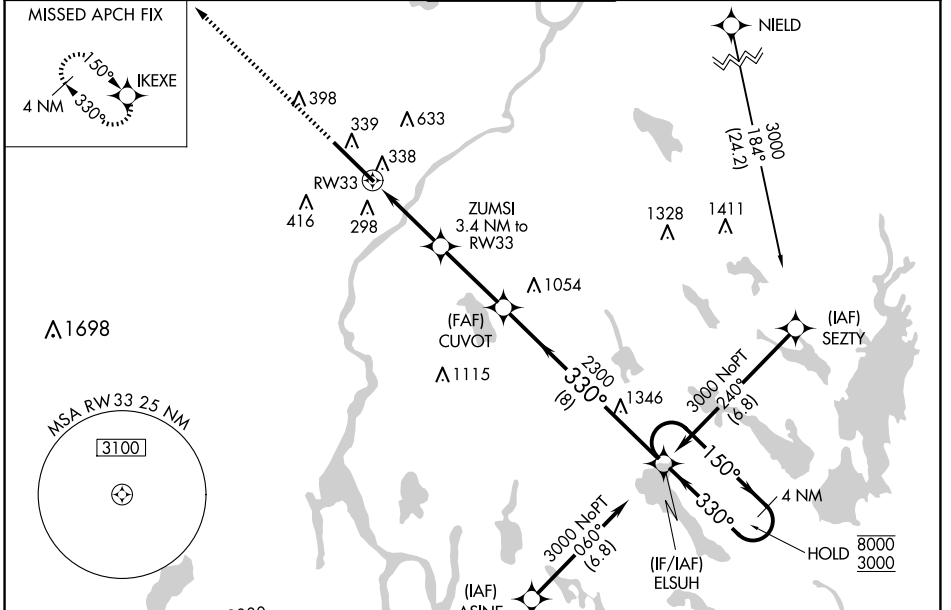 MISSED APCH FIX
150°
IKEXE
4 NM
330°
NIELD
3000
184°
(24.2)
398
339
633
338
RW33
416
298
ZUMSI
3.4 NM to
RW33
1328
1411
1054
(FAF)
CUVOT
(IAF)
SEZTY
1698
1115
2300
330°
(8)
1346
3000 NoPT
240°
(6.8)
MSA RW33 25 NM
3100
150°
330°
4 NM
HOLD
8000
3000
(IF/IAF)
ELSUH
3000 NoPT
060°
(6.8)
(IAF)